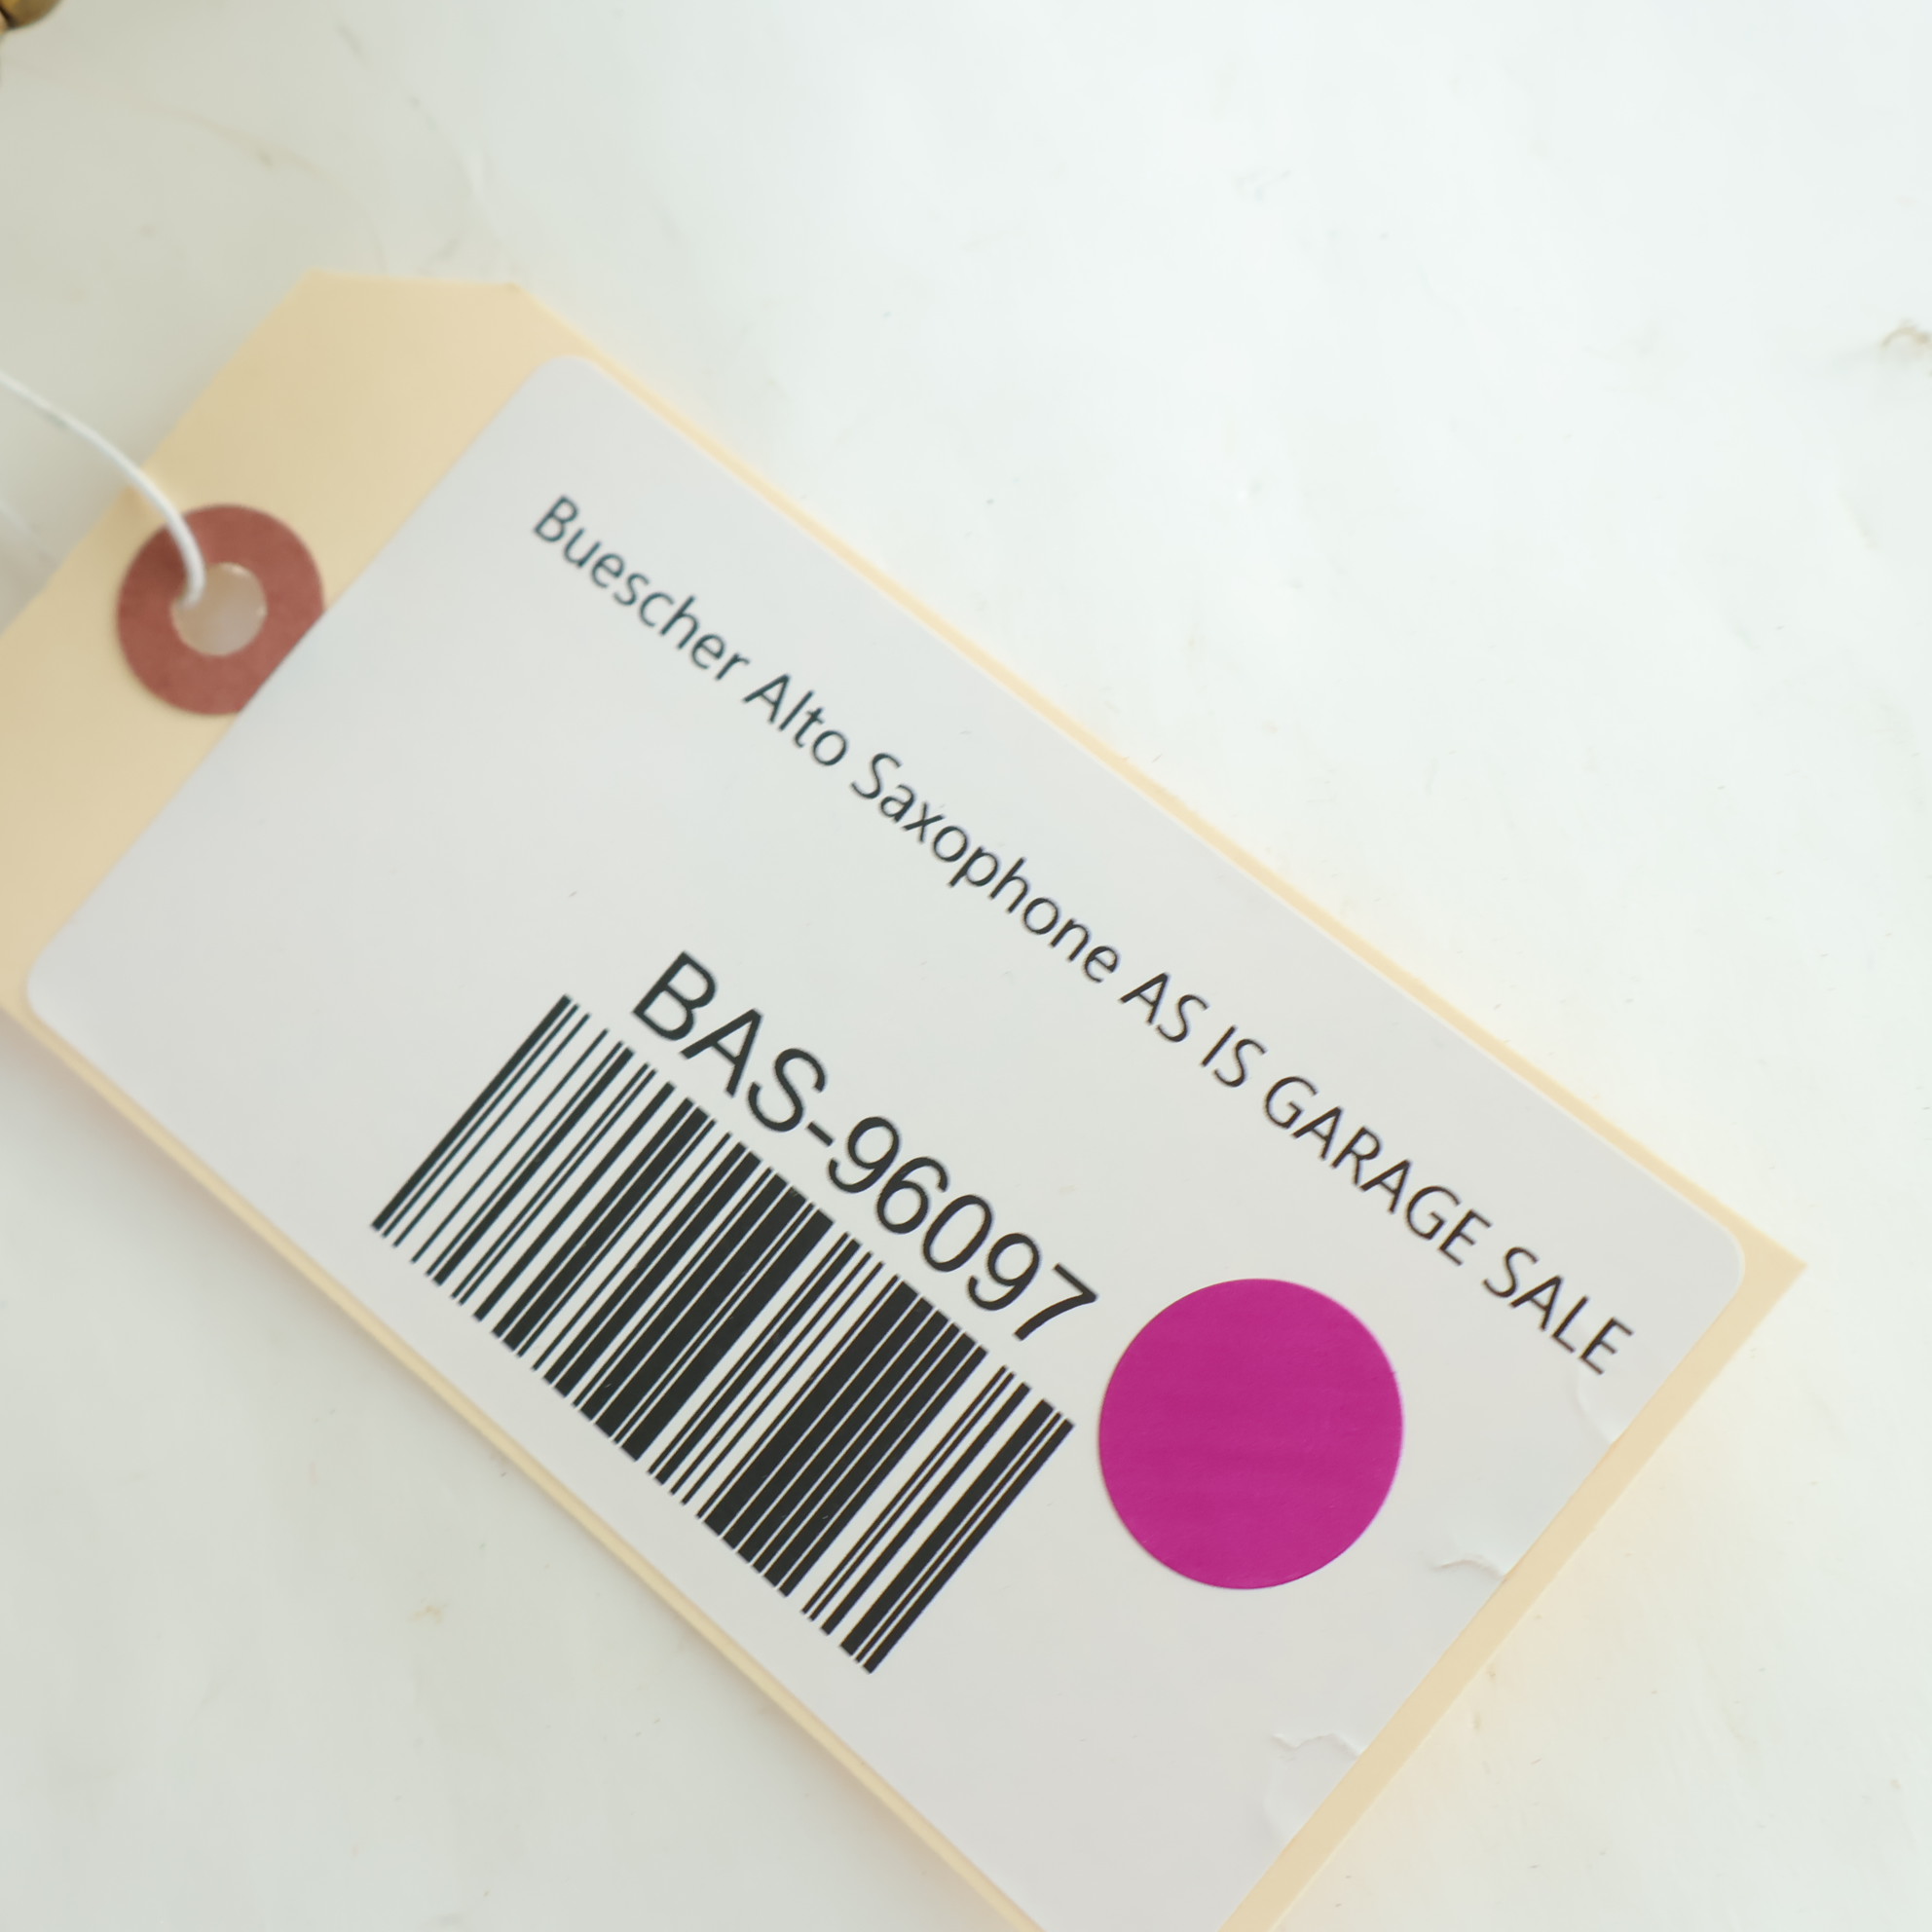 Buescher Alto Saxophone AS IS GARAGE SALE
BAS-96097